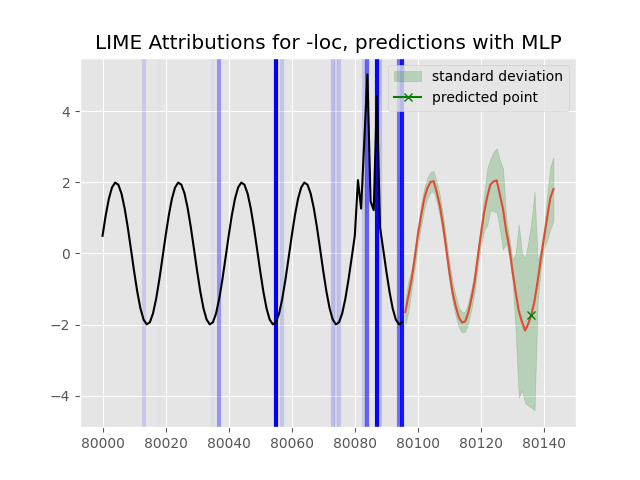 LIME Attributions for -loc, predictions with MLP
standard deviation
predicted point
4
2
0
−2
−4
80000 80020 80040 80060 80080 80100 80120 80140